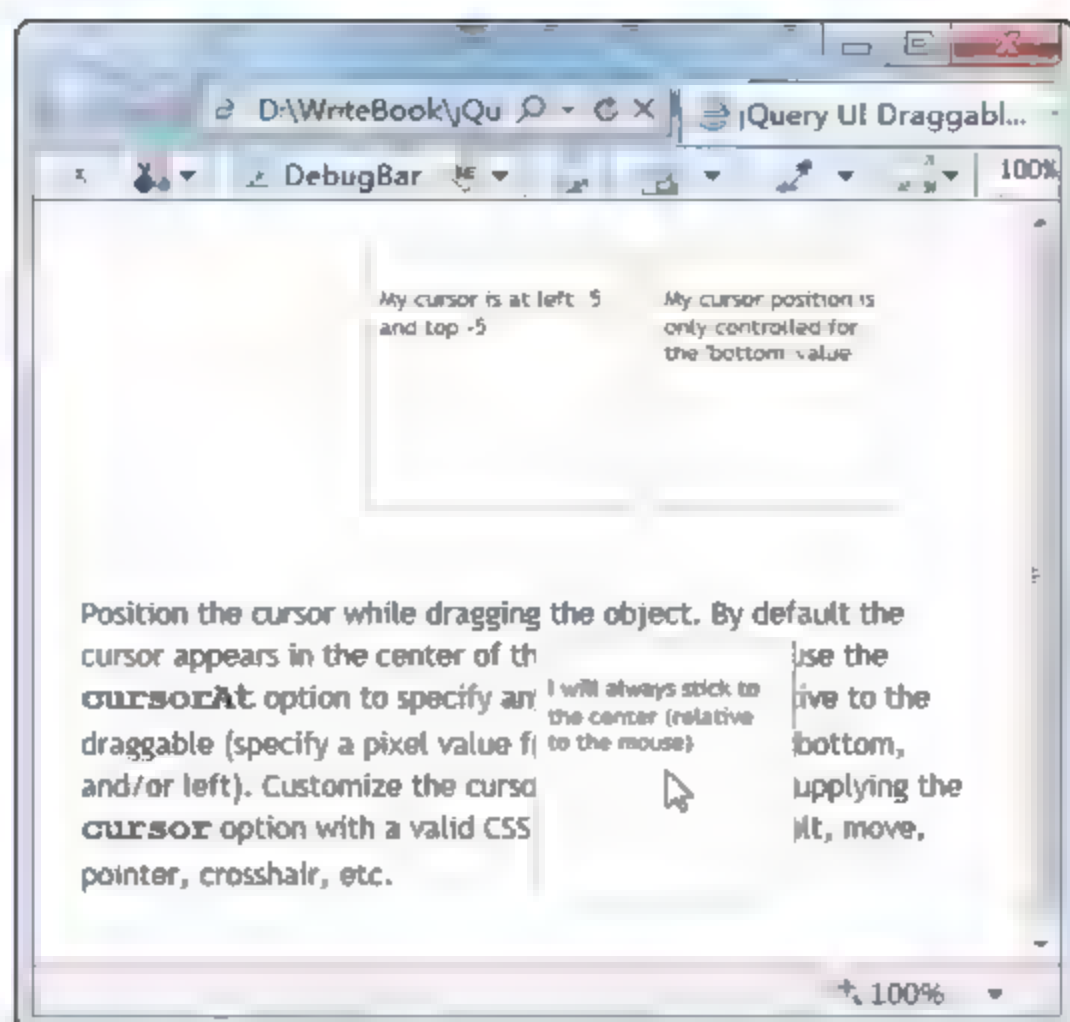 D:\WriteBook\jQu
jQuery UI Draggabl...
DebugBar
100%
My cursor is at left -5
and top -5
My cursor position is
only controlled for
the 'bottom' value
Position the cursor while dragging the object. By default the
cursor appears in the center of th use the
cursorAt option to specify an ive to the
draggable (specify a pixel value f bottom,
and/or left). Customize the curso upplying the
cursor option with a valid CSS ult, move,
pointer, crosshair, etc.
I will always stick to
the center (relative
to the mouse)
100%